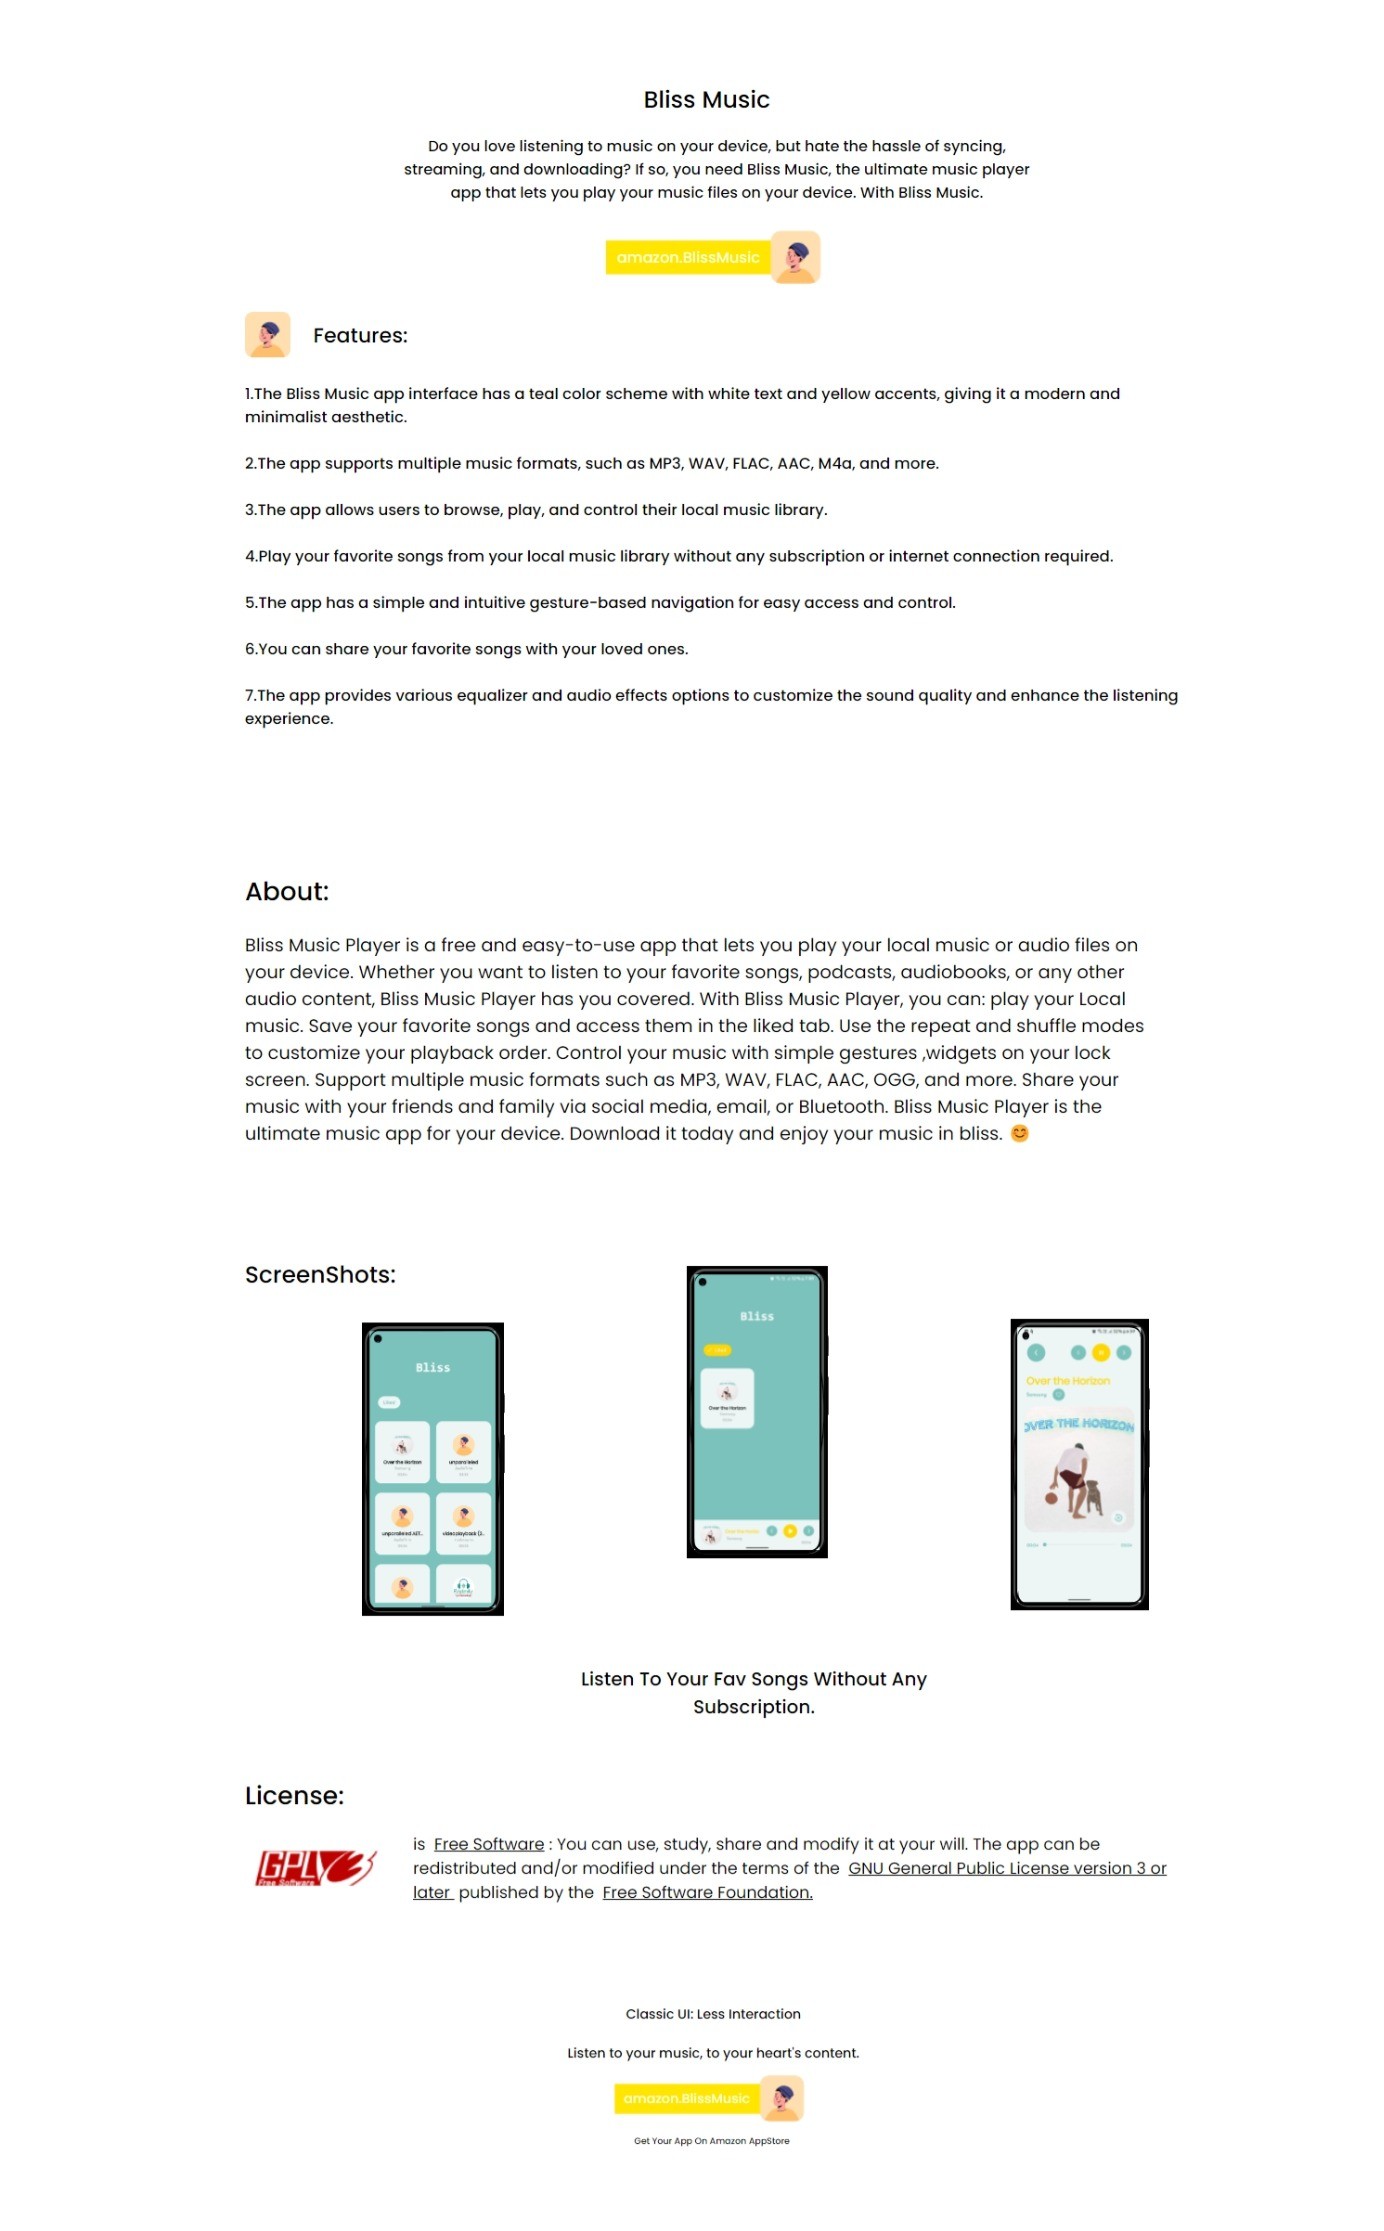 Bliss Music
Do you love listening to music on your device, but hate the hassle of syncing,
streaming, and downloading? If so, you need Bliss Music, the ultimate music player
app that lets you play your music files on your device. With Bliss Music.
amazon.BlissMusic
Features:
1.The Bliss Music app interface has a teal color scheme with white text and yellow accents, giving it a modern and
minimalist aesthetic.
2.The app supports multiple music formats, such as MP3, WAV, FLAC, AAC, M4a, and more.
3.The app allows users to browse, play, and control their local music library.
4.Play your favorite songs from your local music library without any subscription or internet connection required.
5.The app has a simple and intuitive gesture-based navigation for easy access and control.
6.You can share your favorite songs with your loved ones.
7.The app provides various equalizer and audio effects options to customize the sound quality and enhance the listening
experience.
About:
Bliss Music Player is a free and easy-to-use app that lets you play your local music or audio files on
your device. Whether you want to listen to your favorite songs, podcasts, audiobooks, or any other
audio content, Bliss Music Player has you covered. With Bliss Music Player, you can: play your Local
music. Save your favorite songs and access them in the liked tab. Use the repeat and shuffle modes
to customize your playback order. Control your music with simple gestures ,widgets on your lock
screen. Support multiple music formats such as MP3, WAV, FLAC, AAC, OGG, and more. Share your
music with your friends and family via social media, email, or Bluetooth. Bliss Music Player is the
ultimate music app for your device. Download it today and enjoy your music in bliss. 😊
ScreenShots:
Bliss
Liked
Over the Horizon
unparalleled
Bliss
Liked
Over the Horizon
Over the Horizon
Samsung
OVER THE HORIZON
Listen To Your Fav Songs Without Any
Subscription.
License:
GPLv3
Free Software
is Free Software : You can use, study, share and modify it at your will. The app can be
redistributed and/or modified under the terms of the GNU General Public License version 3 or
later published by the Free Software Foundation.
Classic UI: Less Interaction
Listen to your music, to your heart's content.
amazon.BlissMusic
Get Your App On Amazon AppStore